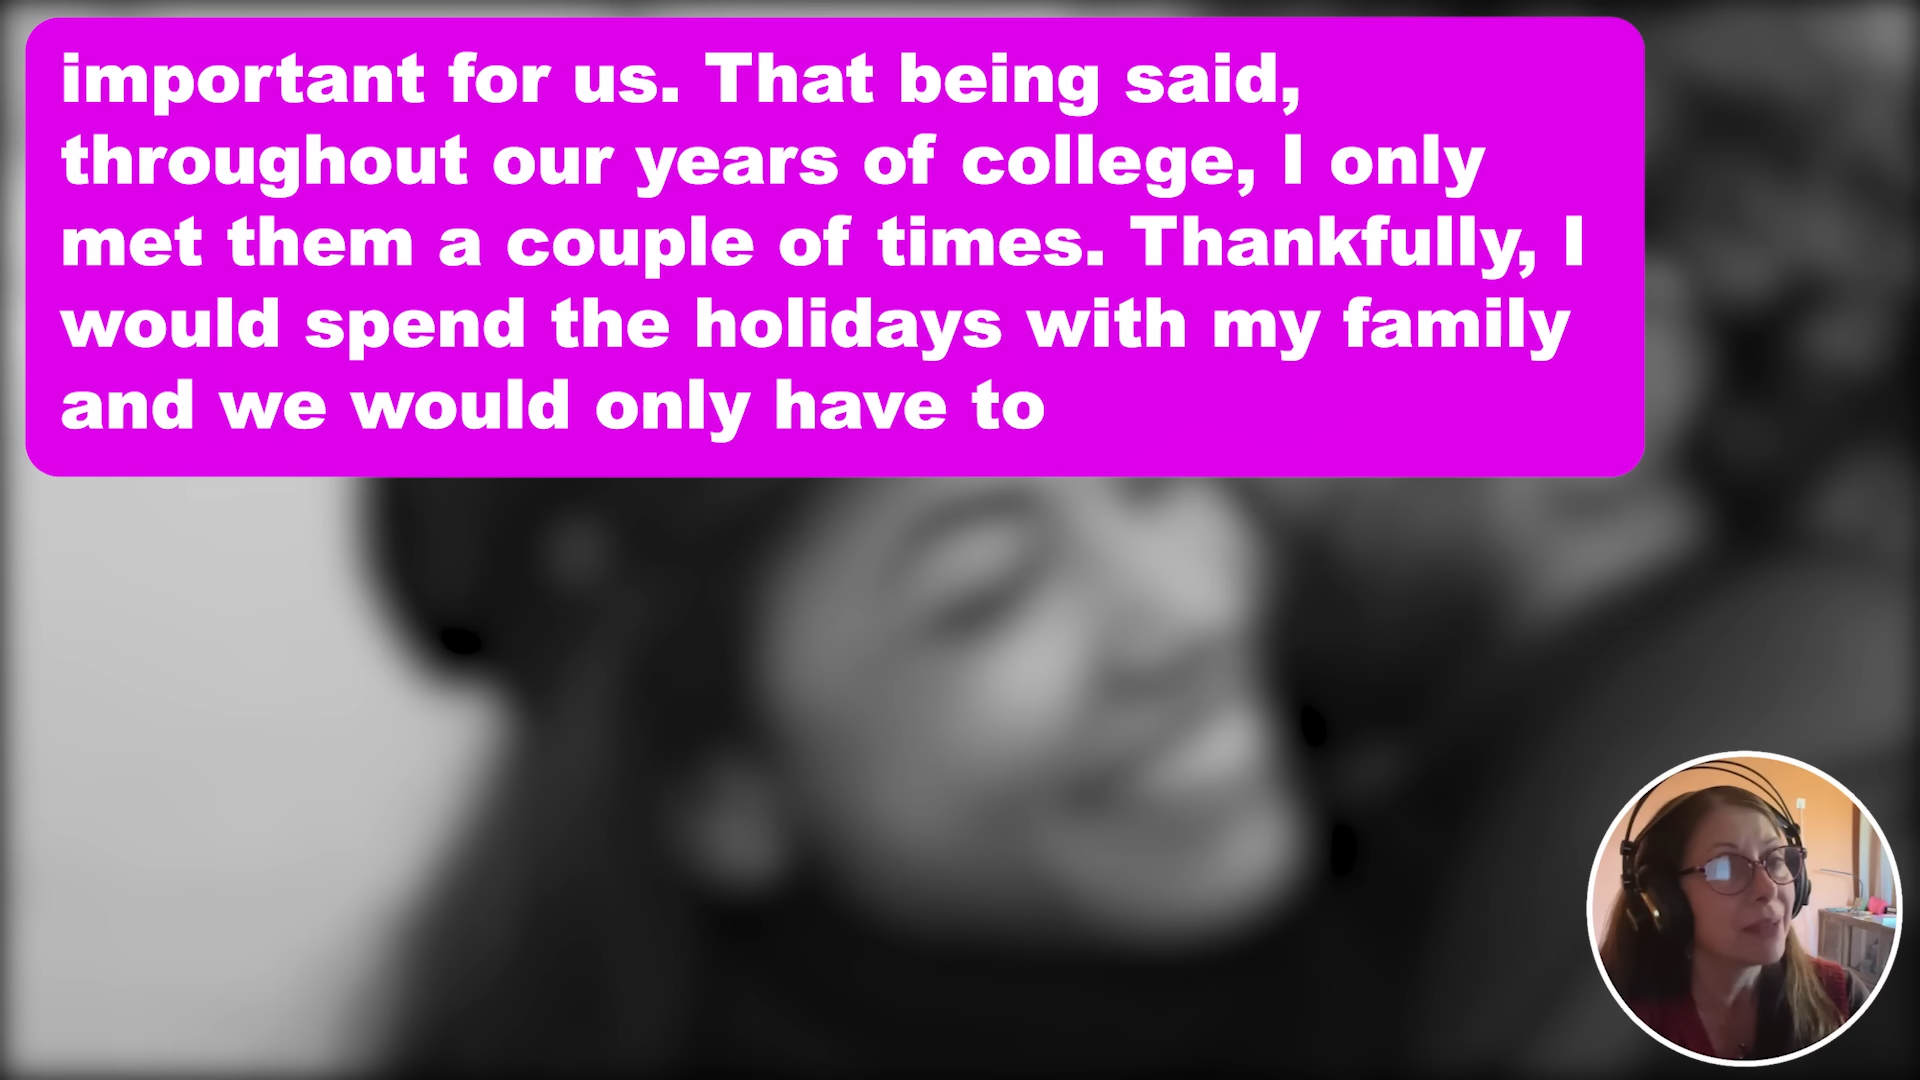 important for us. That being said,
throughout our years of college, I only
met them a couple of times. Thankfully, I
would spend the holidays with my family
and we would only have to